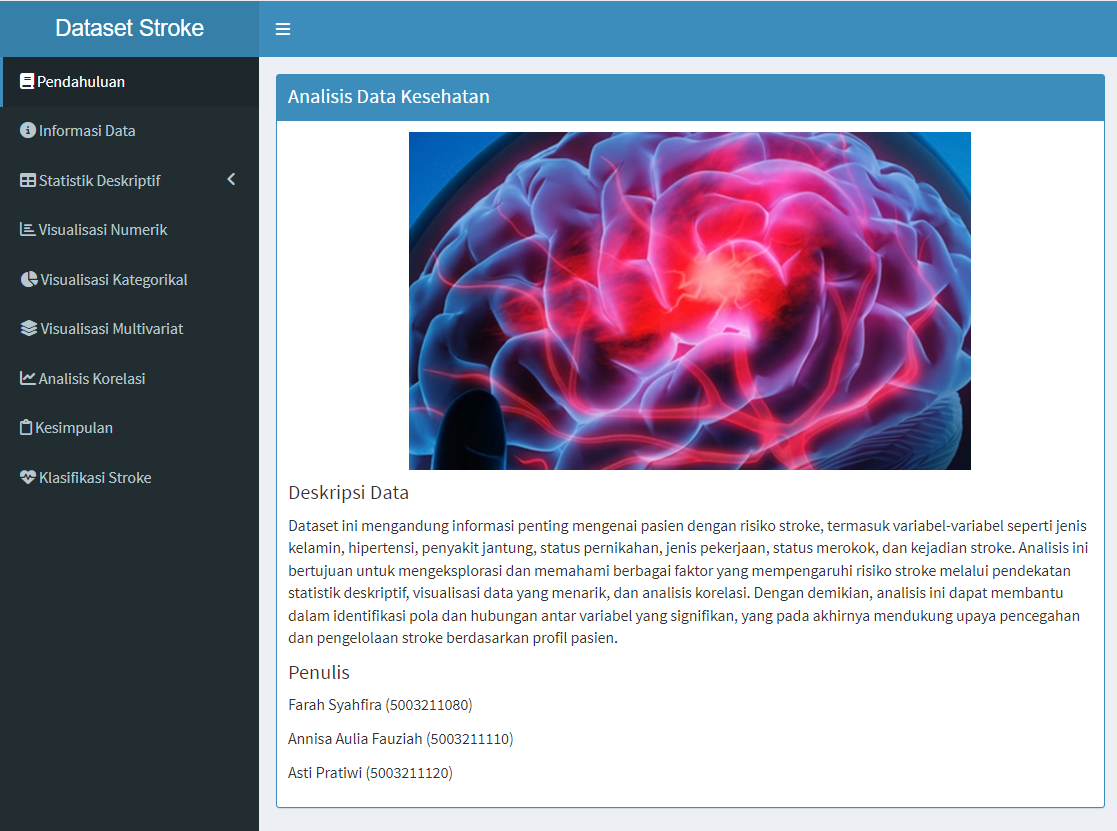 Dataset Stroke
Pendahuluan
Informasi Data
Statistik Deskriptif
Visualisasi Numerik
Visualisasi Kategorikal
Visualisasi Multivariat
Analisis Korelasi
Kesimpulan
Klasifikasi Stroke
Analisis Data Kesehatan
Deskripsi Data
Dataset ini mengandung informasi penting mengenai pasien dengan risiko stroke, termasuk variabel-variabel seperti jenis
kelamin, hipertensi, penyakit jantung, status pernikahan, jenis pekerjaan, status merokok, dan kejadian stroke. Analisis ini
bertujuan untuk mengeksplorasi dan memahami berbagai faktor yang mempengaruhi risiko stroke melalui pendekatan
statistik deskriptif, visualisasi data yang menarik, dan analisis korelasi. Dengan demikian, analisis ini dapat membantu
dalam identifikasi pola dan hubungan antar variabel yang signifikan, yang pada akhirnya mendukung upaya pencegahan
dan pengelolaan stroke berdasarkan profil pasien.
Penulis
Farah Syahfira (5003211080)
Annisa Aulia Fauziah (5003211110)
Asti Pratiwi (5003211120)